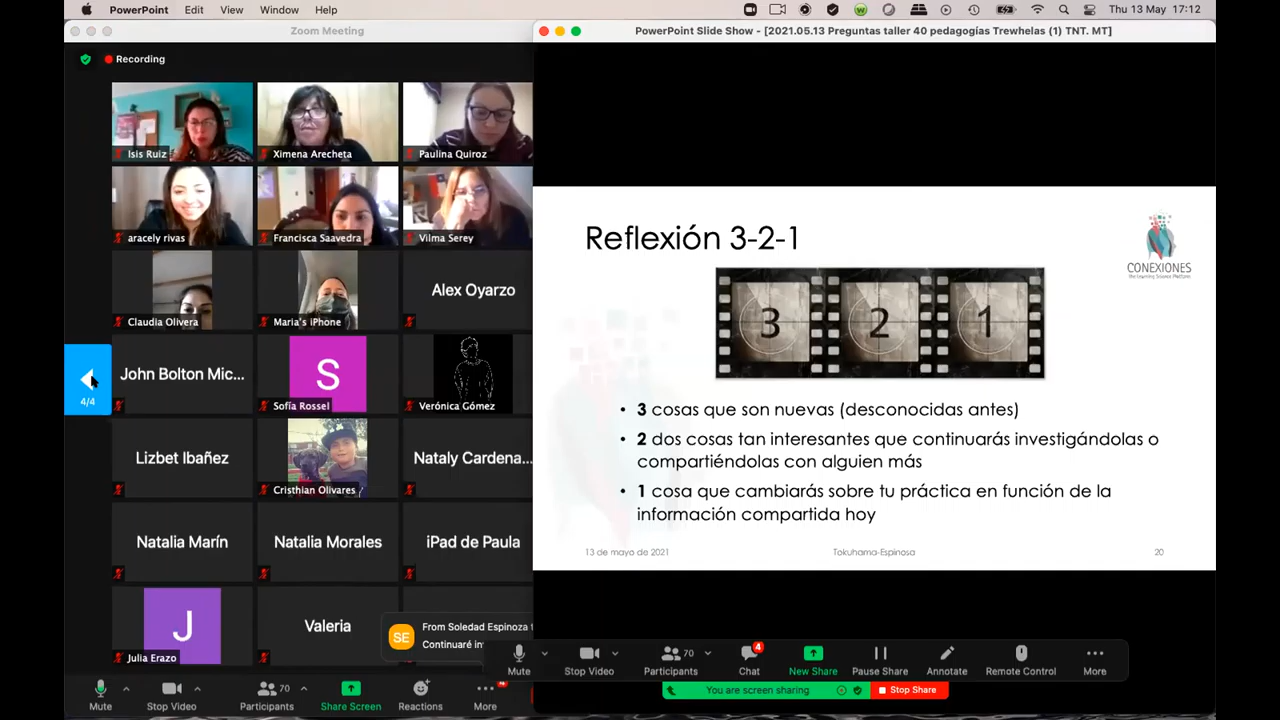 PowerPoint Edit View Window Help Thu 13 May 17:12
Zoom Meeting
PowerPoint Slide Show - [2021.05.13 Preguntas taller 40 pedagogías Trewhelas (1) TNT. MT]
Recording
Isis Ruiz
Ximena Arecheta
Paulina Quiroz
aracely rivas
Francisca Saavedra
Vilma Serey
Claudia Olivera
Maria's iPhone
Alex Oyarzo
John Bolton Mic...
Sofía Rossel
S
Verónica Gómez
4/4
Lizbet Ibañez
Cristhian Olivares
Nataly Cardena...
Natalia Marín
Natalia Morales
iPad de Paula
J
Julia Erazo
Valeria
SE
From Soledad Espinoza
Continuaré
Mute
Stop Video
70
Participants
Share Screen
Reactions
More
Reflexión 3-2-1
CONEXIONES
The Learning Science Platform
3 2 1
• 3 cosas que son nuevas (desconocidas antes)
• 2 dos cosas tan interesantes que continuarás investigándolas o
compartiéndolas con alguien más
• 1 cosa que cambiarás sobre tu práctica en función de la
información compartida hoy
13 de mayo de 2021 Tokuhama-Espinosa 20
Mute
Stop Video
70
Participants
4
Chat
New Share
Pause Share
Annotate
Remote Control
More
You are screen sharing
Stop Share